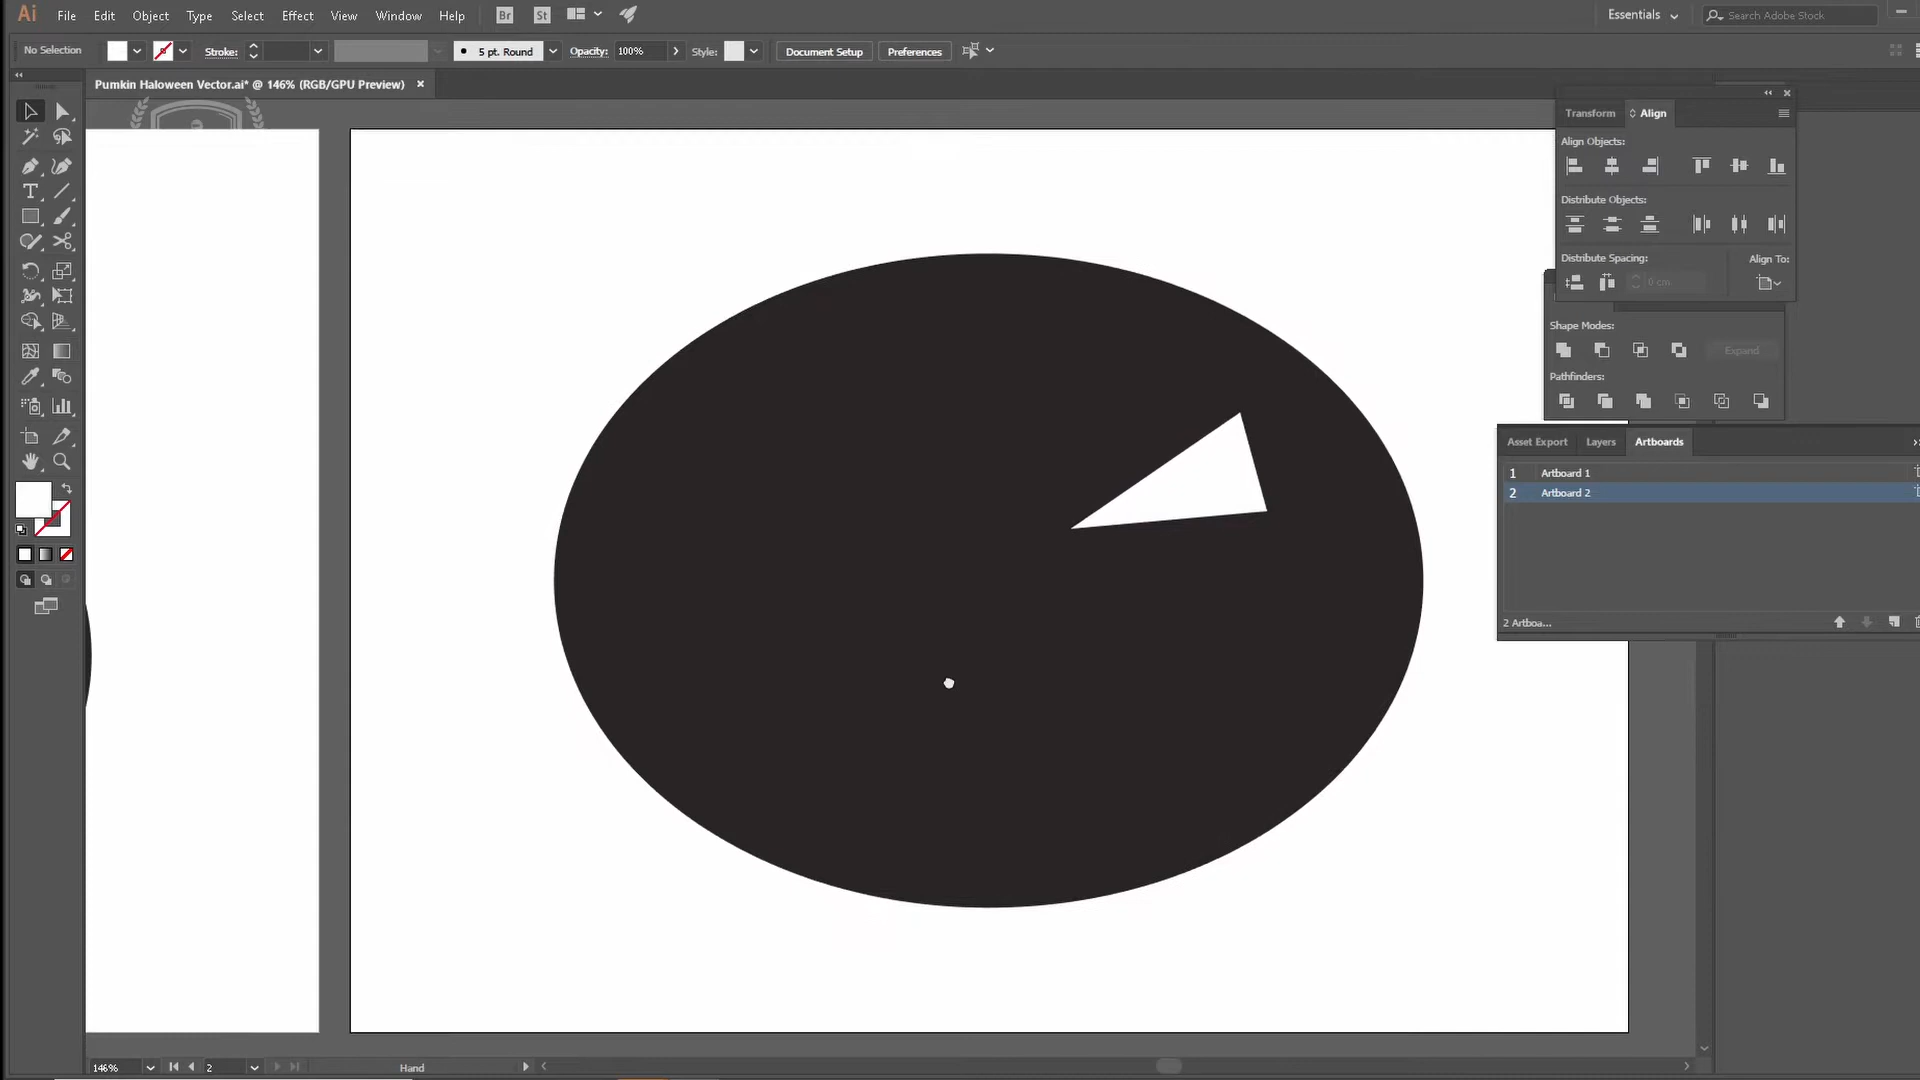 Ai File Edit Object Type Select Effect View Window Help Br St Essentials Search Adobe Stock
No Selection Stroke: 5 pt. Round Opacity: 100% Style: Document Setup Preferences
Pumkin Haloween Vector.ai* @ 146% (RGB/GPU Preview)
Transform Align
Align Objects:
Distribute Objects:
Distribute Spacing: Align To:
0 cm
Shape Modes:
Expand
Pathfinders:
Asset Export Layers Artboards
1 Artboard 1
2 Artboard 2
2 Artboa...
146% 2 Hand